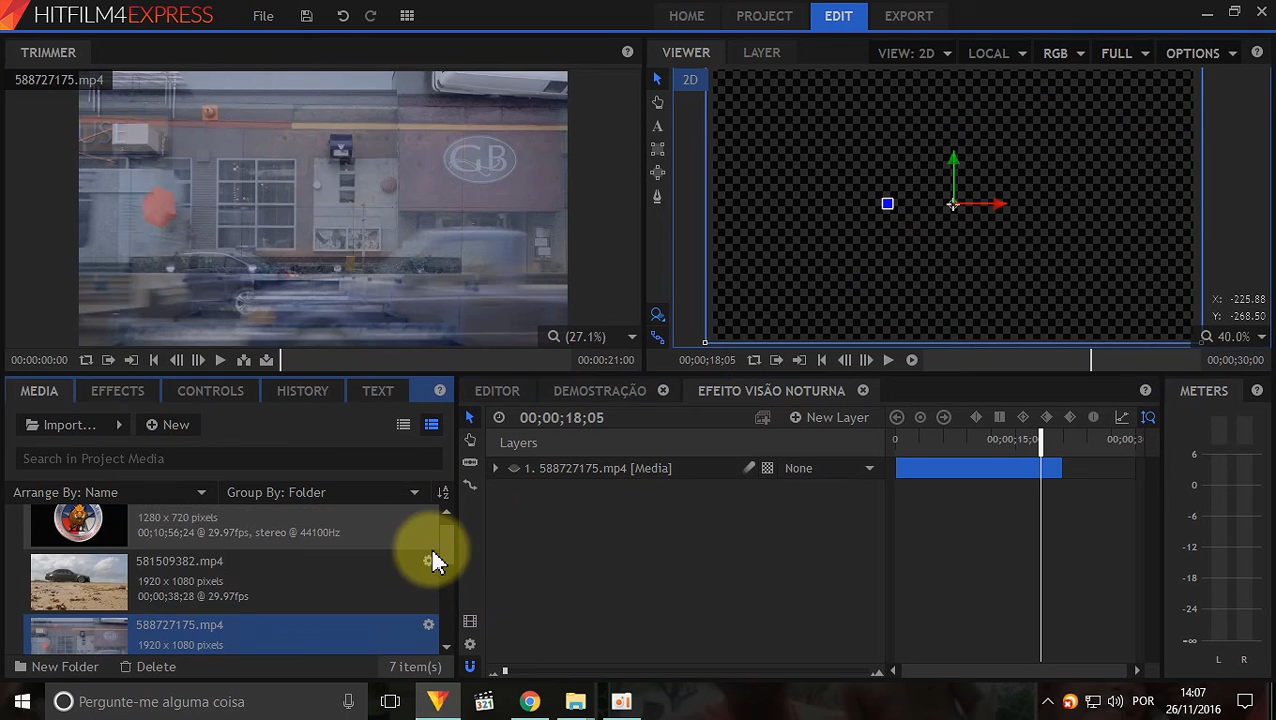 HITFILM4EXPRESS File HOME PROJECT EDIT EXPORT
TRIMMER
588727175.mp4
GB
(27.1%)
00;00;00;00 00;00;21;00
VIEWER LAYER VIEW: 2D LOCAL RGB FULL OPTIONS
2D
X: -225.88
Y: -268.50
40.0%
00;00;18;05 00;00;30;00
MEDIA EFFECTS CONTROLS HISTORY TEXT
Import... New
Search in Project Media
Arrange By: Name Group By: Folder
1280 x 720 pixels
00;10;56;24 @ 29.97fps, stereo @ 44100Hz
581509382.mp4
1920 x 1080 pixels
00;00;38;28 @ 29.97fps
588727175.mp4
1920 x 1080 pixels
New Folder Delete 7 item(s)
EDITOR DEMOSTRAÇÃO EFEITO VISÃO NOTURNA
00;00;18;05 New Layer
Layers 0 00;00;15;0 00;00;3
1. 588727175.mp4 [Media] None
METERS
6
0
-6
-12
-18
-24
-∞
L R
Pergunte-me alguma coisa 321 POR 14:07
26/11/2016